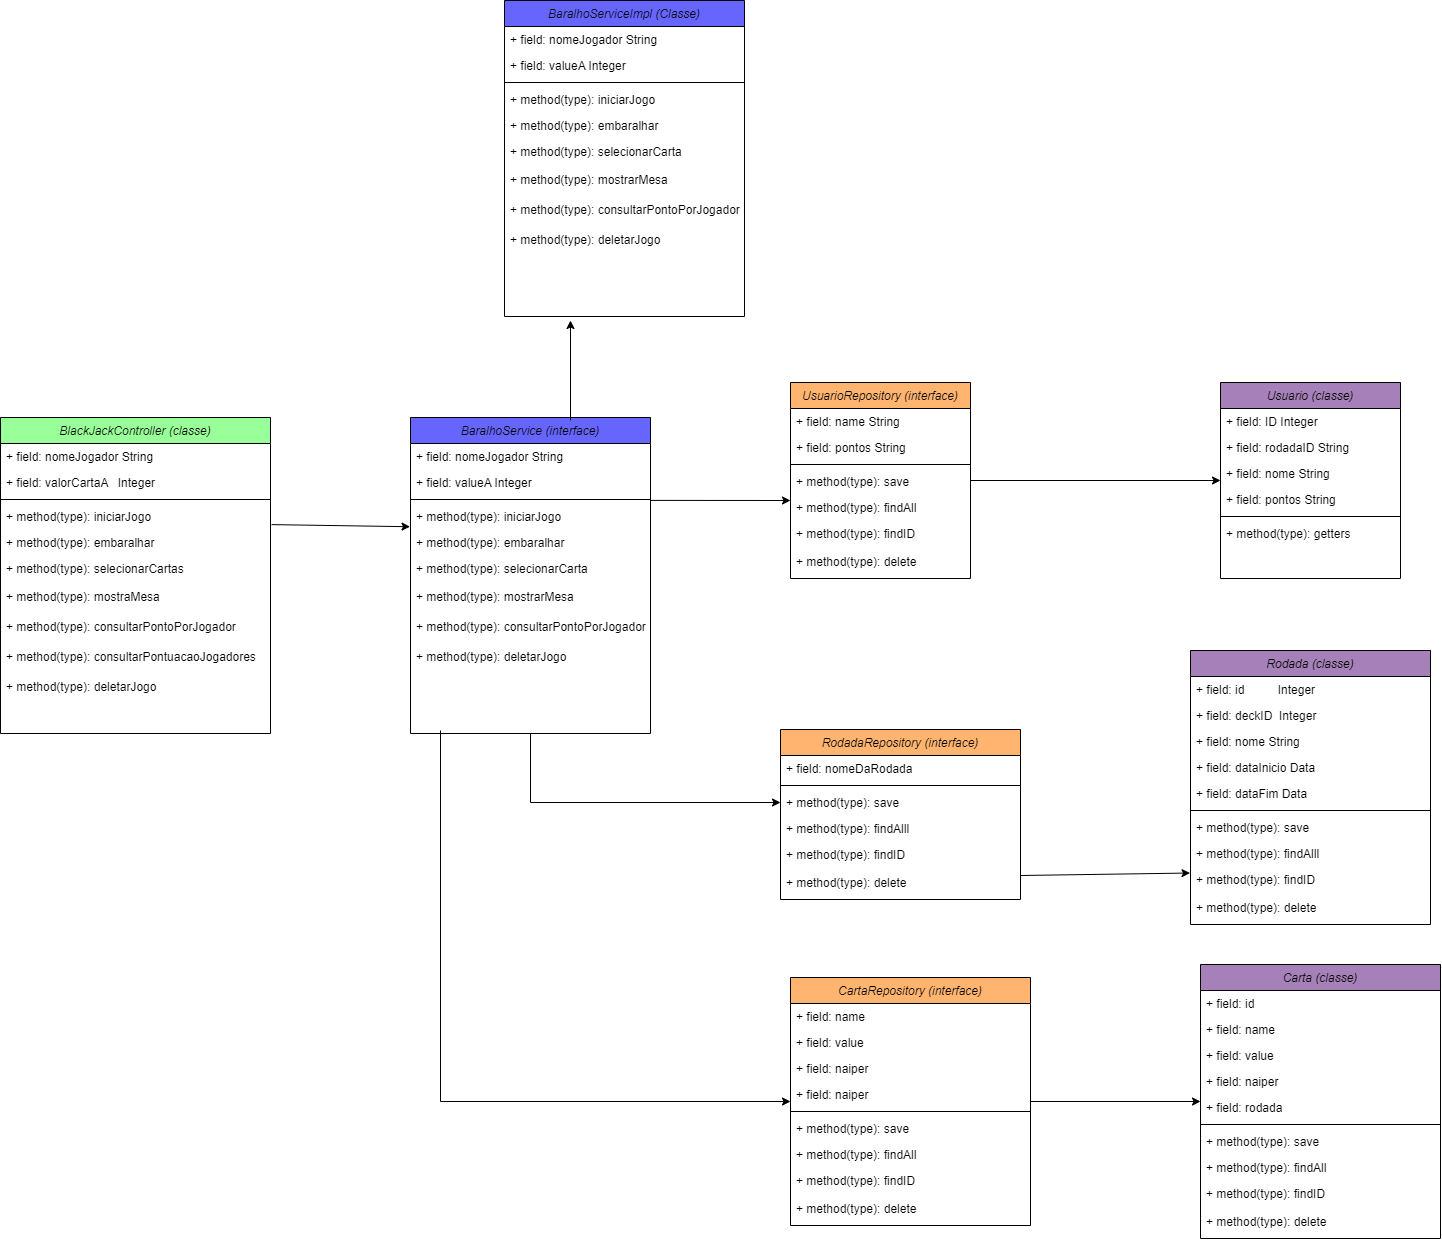 BaralhoServiceImpl (Classe)
+ field: nomeJogador String
+ field: valueA Integer
+ method(type): iniciarJogo
+ method(type): embaralhar
+ method(type): selecionarCarta
+ method(type): mostrarMesa
+ method(type): consultarPontoPorJogador
+ method(type): deletarJogo
BlackJackController (classe)
+ field: nomeJogador String
+ field: valorCartaA Integer
+ method(type): iniciarJogo
+ method(type): embaralhar
+ method(type): selecionarCartas
+ method(type): mostraMesa
+ method(type): consultarPontoPorJogador
+ method(type): consultarPontuacaoJogadores
+ method(type): deletarJogo
BaralhoService (interface)
+ field: nomeJogador String
+ field: valueA Integer
+ method(type): iniciarJogo
+ method(type): embaralhar
+ method(type): selecionarCarta
+ method(type): mostrarMesa
+ method(type): consultarPontoPorJogador
+ method(type): deletarJogo
UsuarioRepository (interface)
+ field: name String
+ field: pontos String
+ method(type): save
+ method(type): findAll
+ method(type): findID
+ method(type): delete
Usuario (classe)
+ field: ID Integer
+ field: rodadaID String
+ field: nome String
+ field: pontos String
+ method(type): getters
RodadaRepository (interface)
+ field: nomeDaRodada
+ method(type): save
+ method(type): findAlll
+ method(type): findID
+ method(type): delete
Rodada (classe)
+ field: id Integer
+ field: deckID Integer
+ field: nome String
+ field: dataInicio Data
+ field: dataFim Data
+ method(type): save
+ method(type): findAlll
+ method(type): findID
+ method(type): delete
CartaRepository (interface)
+ field: name
+ field: value
+ field: naiper
+ field: naiper
+ method(type): save
+ method(type): findAll
+ method(type): findID
+ method(type): delete
Carta (classe)
+ field: id
+ field: name
+ field: value
+ field: naiper
+ field: rodada
+ method(type): save
+ method(type): findAll
+ method(type): findID
+ method(type): delete